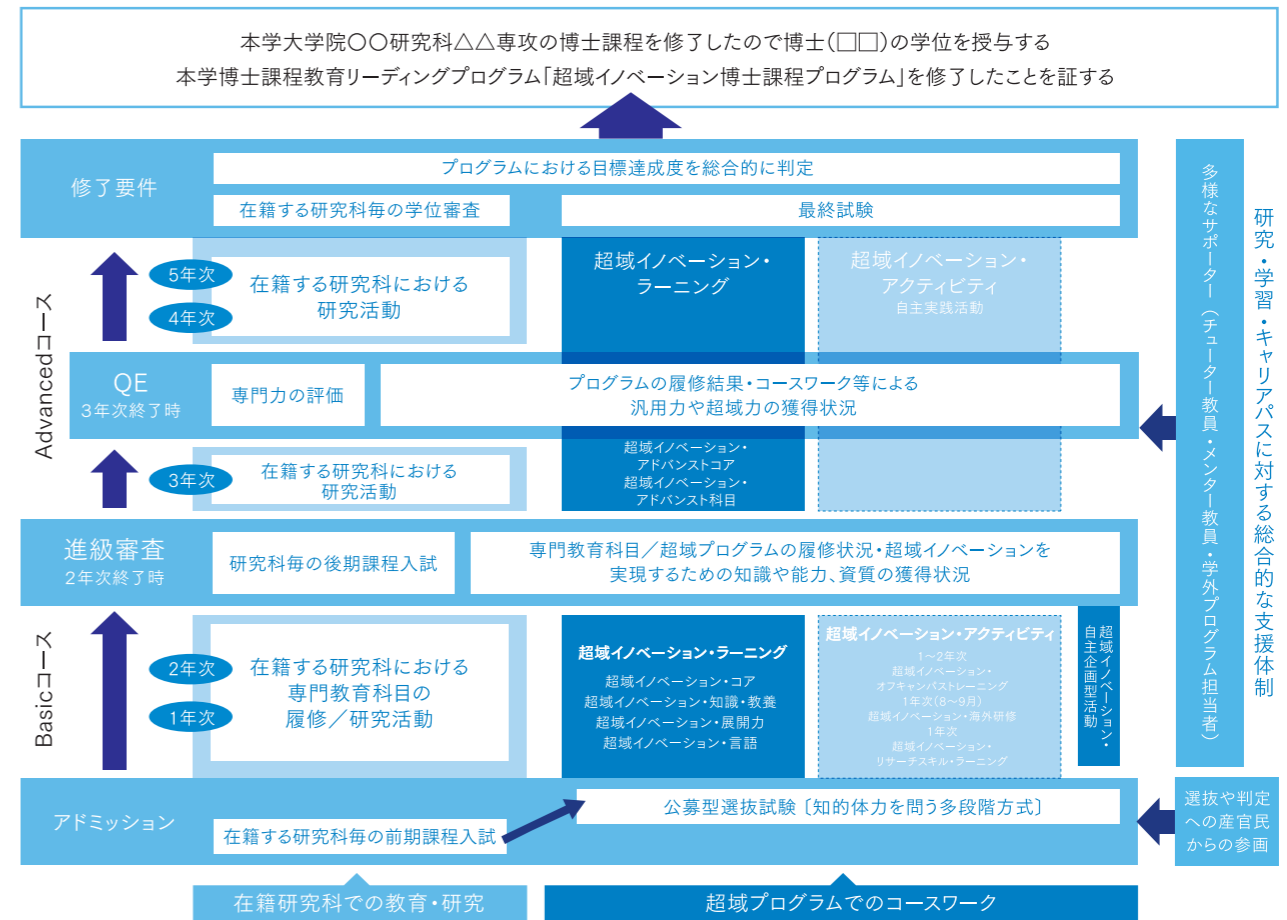 本学大学院〇〇研究科△△専攻の博士課程を修了したので博士(□□)の学位を授与する
本学博士課程教育リーディングプログラム「超域イノベーション博士課程プログラム」を修了したことを証する
修了要件
プログラムにおける目標達成度を総合的に判定
在籍する研究科毎の学位審査
最終試験
Advancedコース
5年次
4年次
在籍する研究科における
研究活動
超域イノベーション・
ラーニング
超域イノベーション・
アクティビティ
自主実践活動
QE
3年次終了時
専門力の評価
プログラムの履修結果・コースワーク等による
汎用力や超域力の獲得状況
3年次
在籍する研究科における
研究活動
超域イノベーション・
アドバンストコア
超域イノベーション・
アドバンスト科目
進級審査
2年次終了時
研究科毎の後期課程入試
専門教育科目／超域プログラムの履修状況・超域イノベーションを
実現するための知識や能力、資質の獲得状況
Basicコース
2年次
1年次
在籍する研究科における
専門教育科目の
履修／研究活動
超域イノベーション・ラーニング
超域イノベーション・コア
超域イノベーション・知識・教養
超域イノベーション・展開力
超域イノベーション・言語
超域イノベーション・アクティビティ
1〜2年次
超域イノベーション・
オフキャンパストレーニング
1年次(8〜9月)
超域イノベーション・海外研修
1年次
超域イノベーション・
リサーチスキル・ラーニング
超域イノベーション・
自主企画型活動
アドミッション
在籍する研究科毎の前期課程入試
公募型選抜試験〔知的体力を問う多段階方式〕
研究・学習・キャリアパスに対する総合的な支援体制
多様なサポーター（チューター教員・メンター教員・学外プログラム担当者）
選抜や判定
への産官民
からの参画
在籍研究科での教育・研究
超域プログラムでのコースワーク